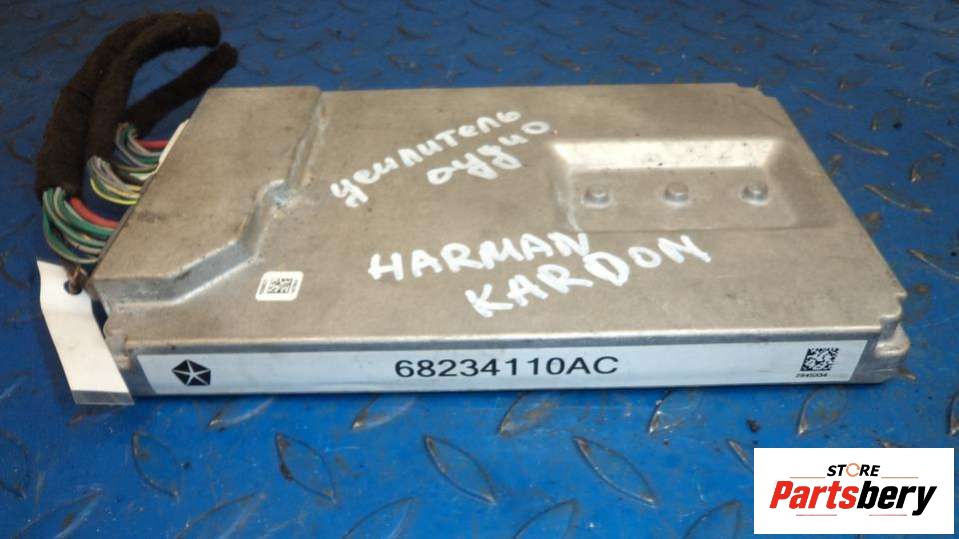 усилитель
аудио
HARMAN
KARDON
68234110AC
STORE
Partsbery